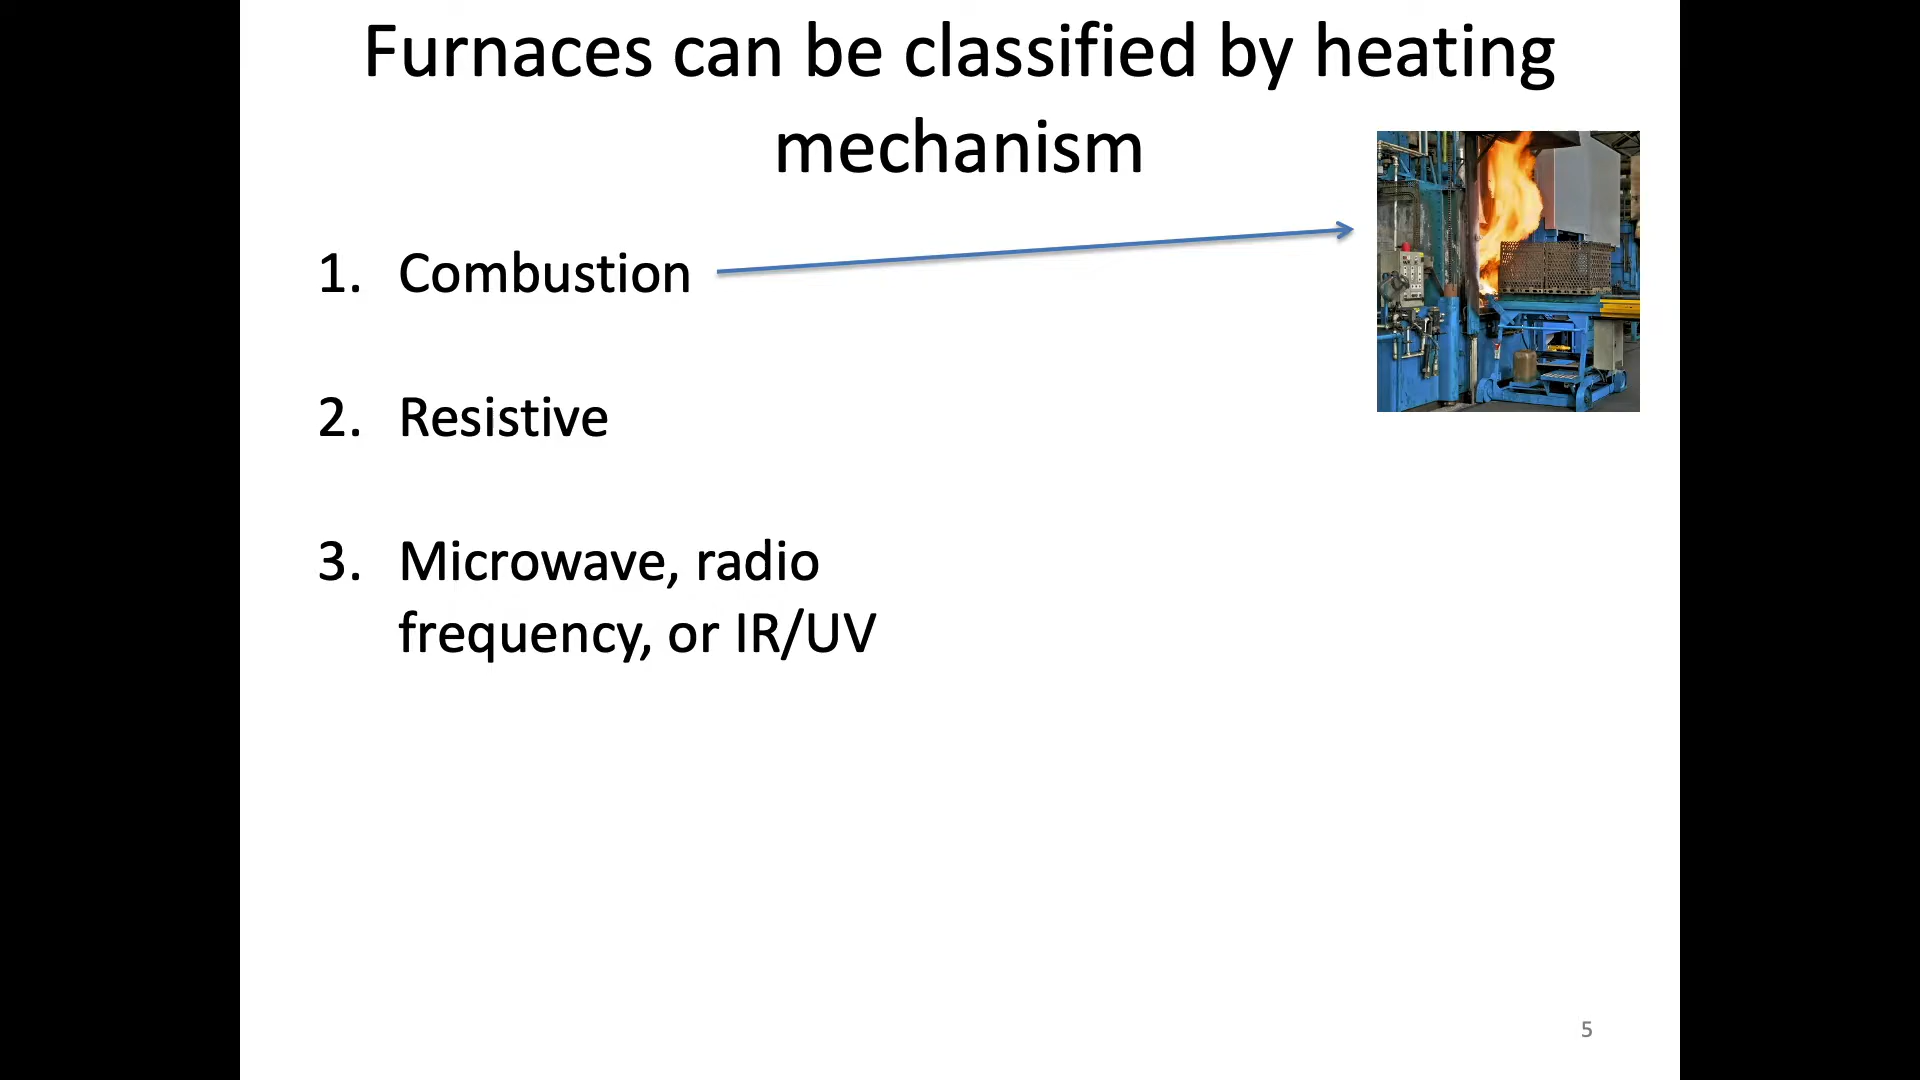 Furnaces can be classified by heating
mechanism
1. Combustion
2. Resistive
3. Microwave, radio
frequency, or IR/UV
5